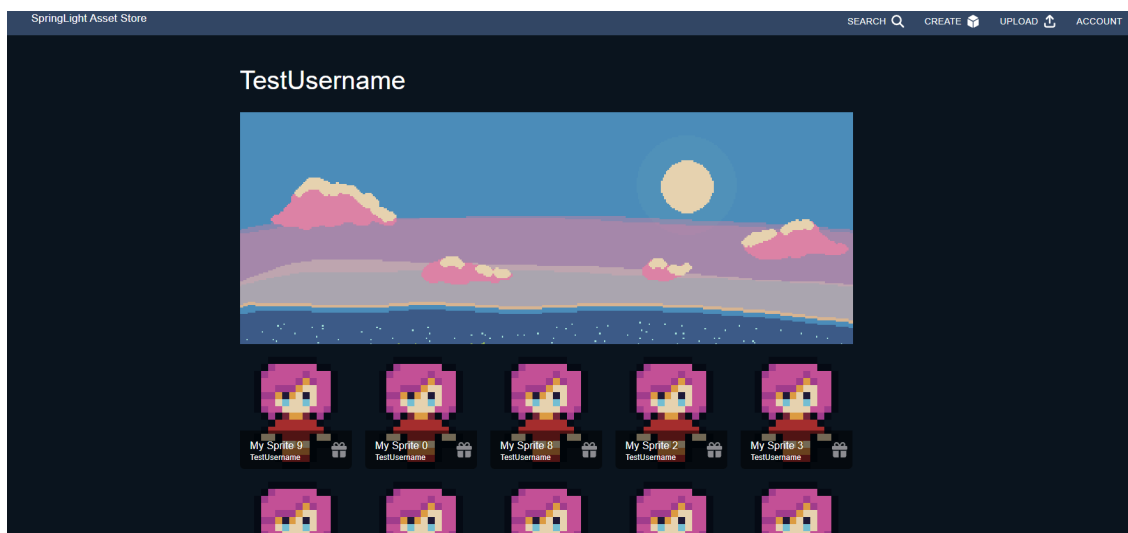 SpringLight Asset Store
SEARCH CREATE UPLOAD ACCOUNT
TestUsername
My Sprite 9
TestUsername
My Sprite 0
TestUsername
My Sprite 8
TestUsername
My Sprite 2
TestUsername
My Sprite 3
TestUsername